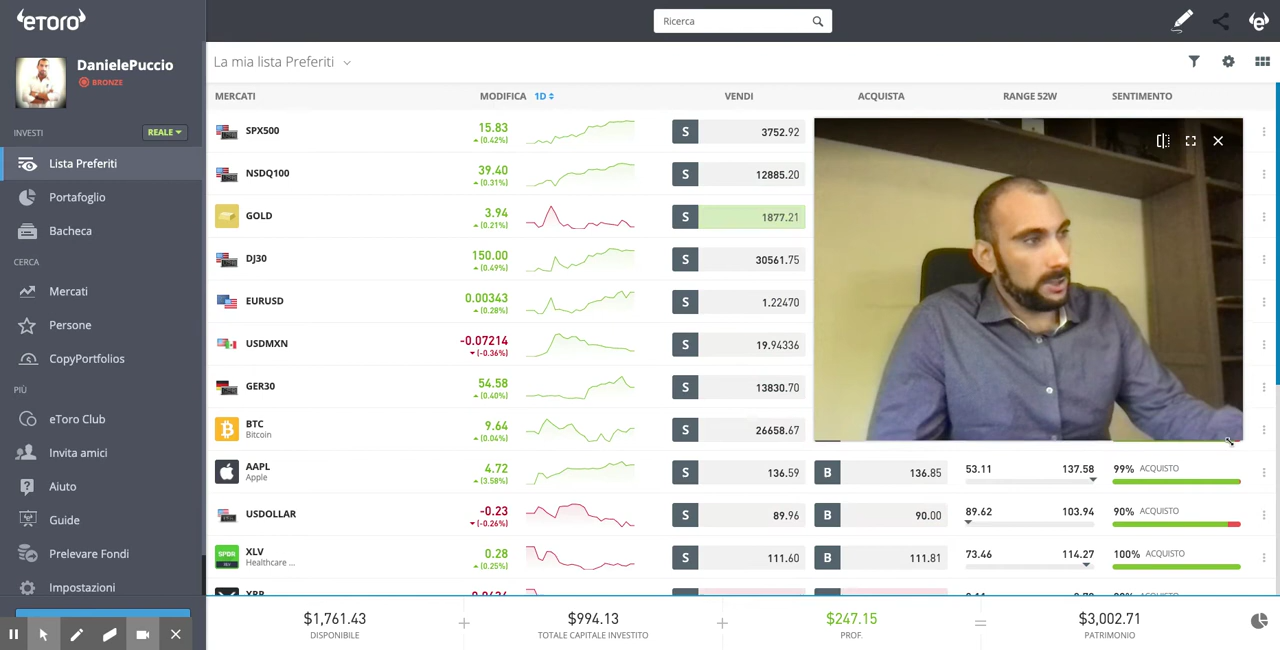 eToro
Ricerca
DanielePuccio
BRONZE
INVESTI
REALE
Lista Preferiti
Portafoglio
Bacheca
CERCA
Mercati
Persone
CopyPortfolios
PIÙ
eToro Club
Invita amici
Aiuto
Guide
Prelevare Fondi
Impostazioni
La mia lista Preferiti
MERCATI MODIFICA 1D VENDI ACQUISTA RANGE 52W SENTIMENTO
SPX500 15.83 (0.42%) S 3752.92
NSDQ100 39.40 (0.31%) S 12885.20
GOLD 3.94 (0.21%) S 1877.21
DJ30 150.00 (0.49%) S 30561.75
EURUSD 0.00343 (0.28%) S 1.22470
USDMXN -0.07214 (-0.36%) S 19.94336
GER30 54.58 (0.40%) S 13830.70
BTC Bitcoin 9.64 (0.04%) S 26658.67
AAPL Apple 4.72 (3.58%) S 136.59 B 136.85 53.11 137.58 99% ACQUISTO
USDOLLAR -0.23 (-0.26%) S 89.96 B 90.00 89.62 103.94 90% ACQUISTO
SPDR XLV Healthcare ... 0.28 (0.25%) S 111.60 B 111.81 73.46 114.27 100% ACQUISTO
$1,761.43 + $994.13 + $247.15 = $3,002.71
DISPONIBILE TOTALE CAPITALE INVESTITO PROF. PATRIMONIO